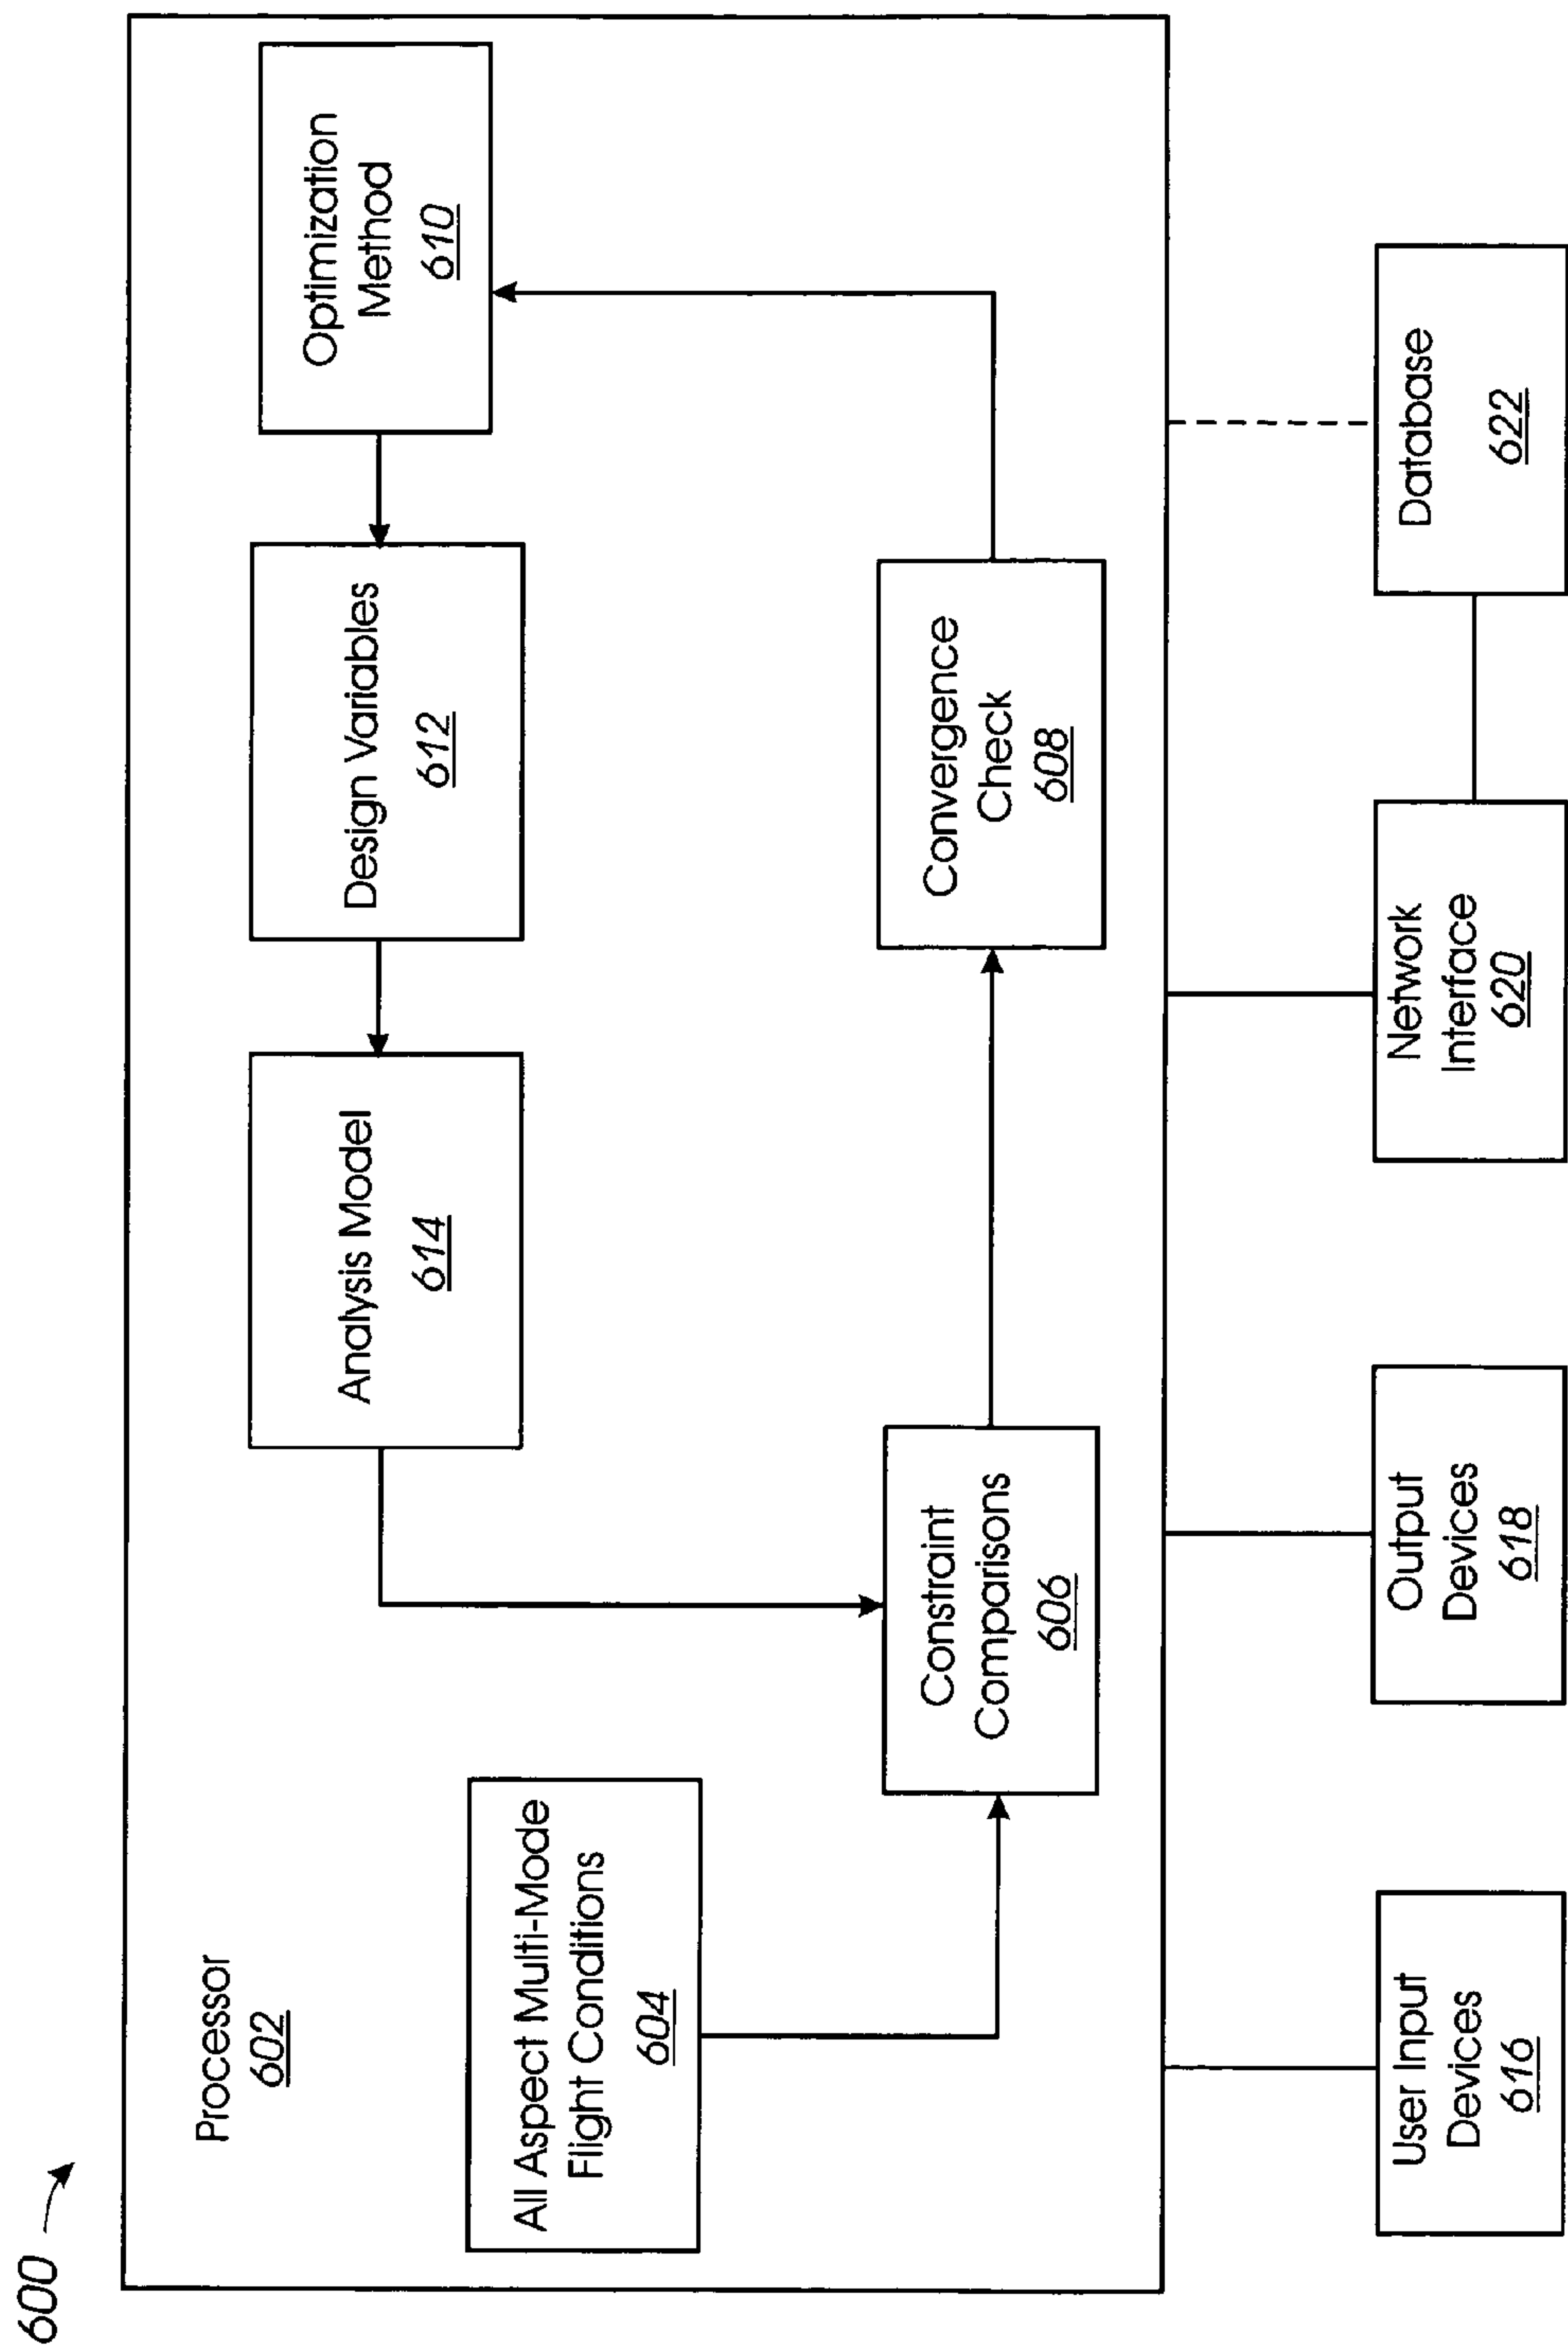 600
Processor
602
All Aspect Multi-Mode
Flight Conditions
604
Analysis Model
614
Design Variables
612
Optimization
Method
610
Constraint
Comparisons
606
Convergence
Check
608
User Input
Devices
616
Output
Devices
618
Network
Interface
620
Database
622